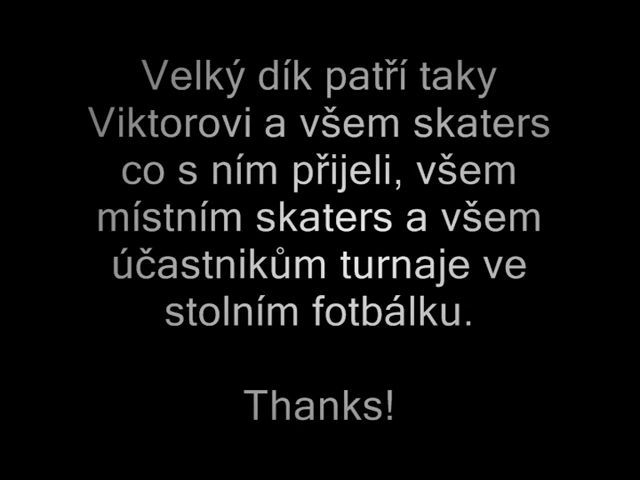 Velký dík patří taky
Viktorovi a všem skaters
co s ním přijeli, všem
místním skaters a všem
účastnikům turnaje ve
stolním fotbálku.
Thanks!